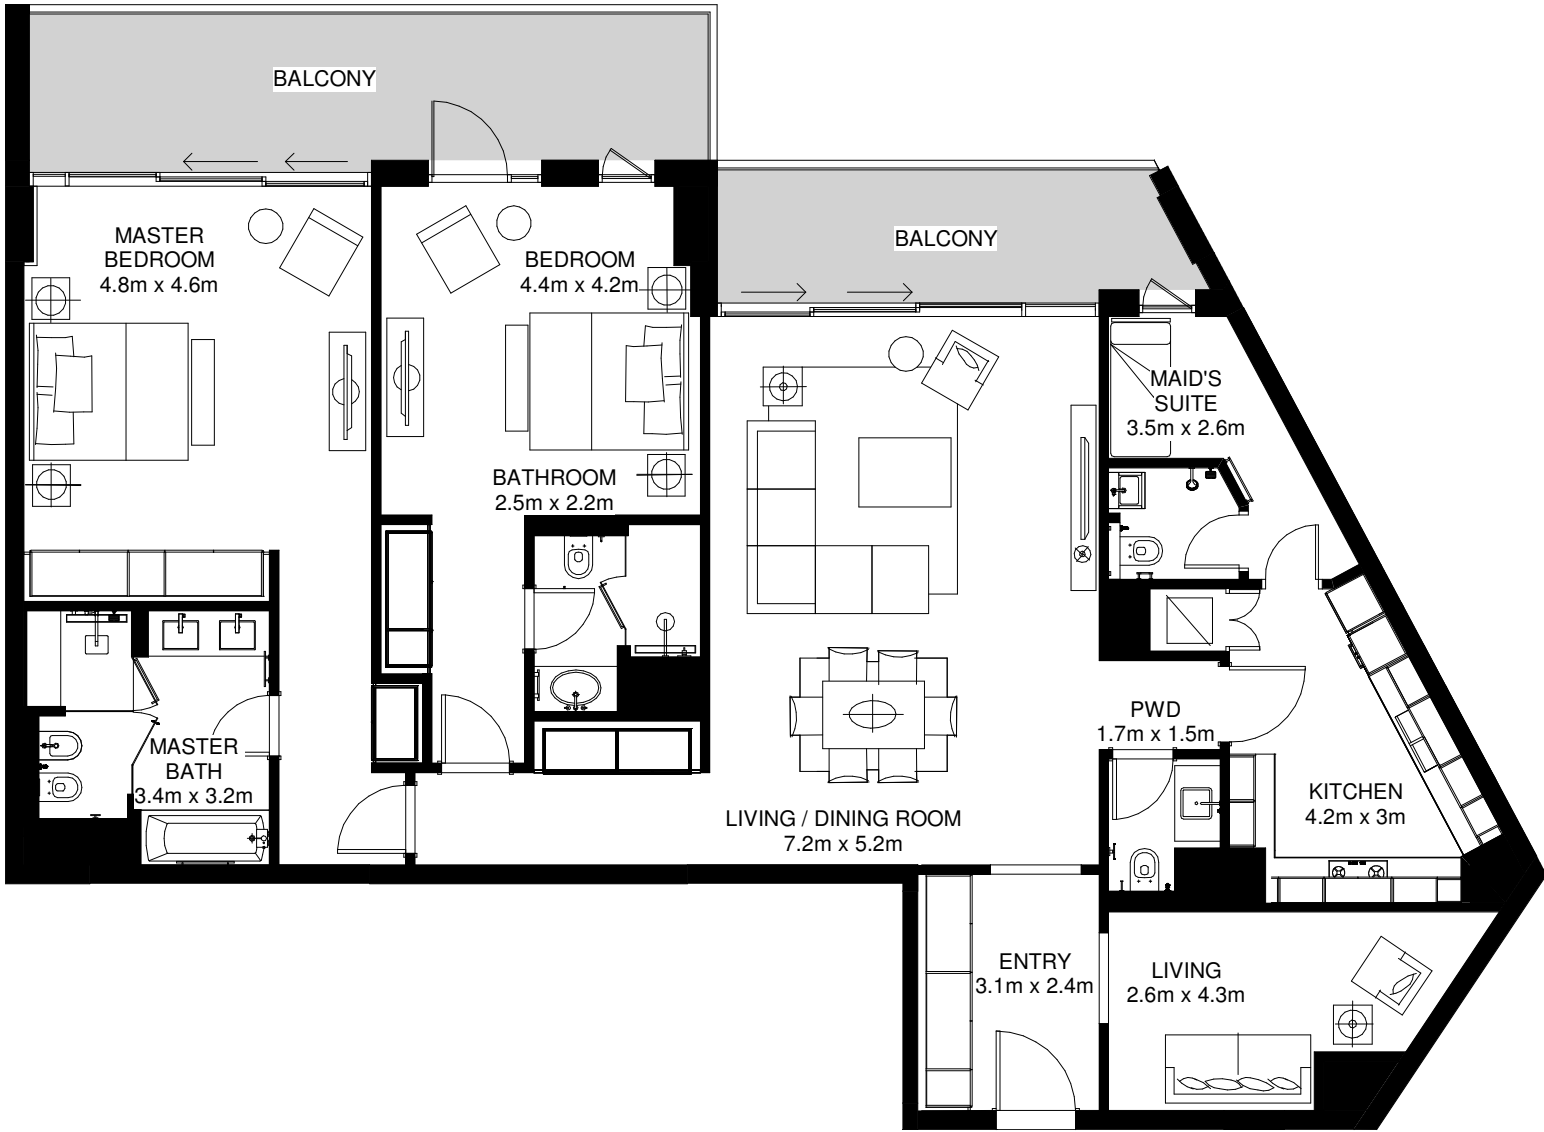 BALCONY
BALCONY
MASTER
BEDROOM
4.8m x 4.6m
BEDROOM
4.4m x 4.2m
MAID'S
SUITE
3.5m x 2.6m
BATHROOM
2.5m x 2.2m
MASTER
BATH
3.4m x 3.2m
PWD
1.7m x 1.5m
LIVING / DINING ROOM
7.2m x 5.2m
KITCHEN
4.2m x 3m
ENTRY
3.1m x 2.4m
LIVING
2.6m x 4.3m